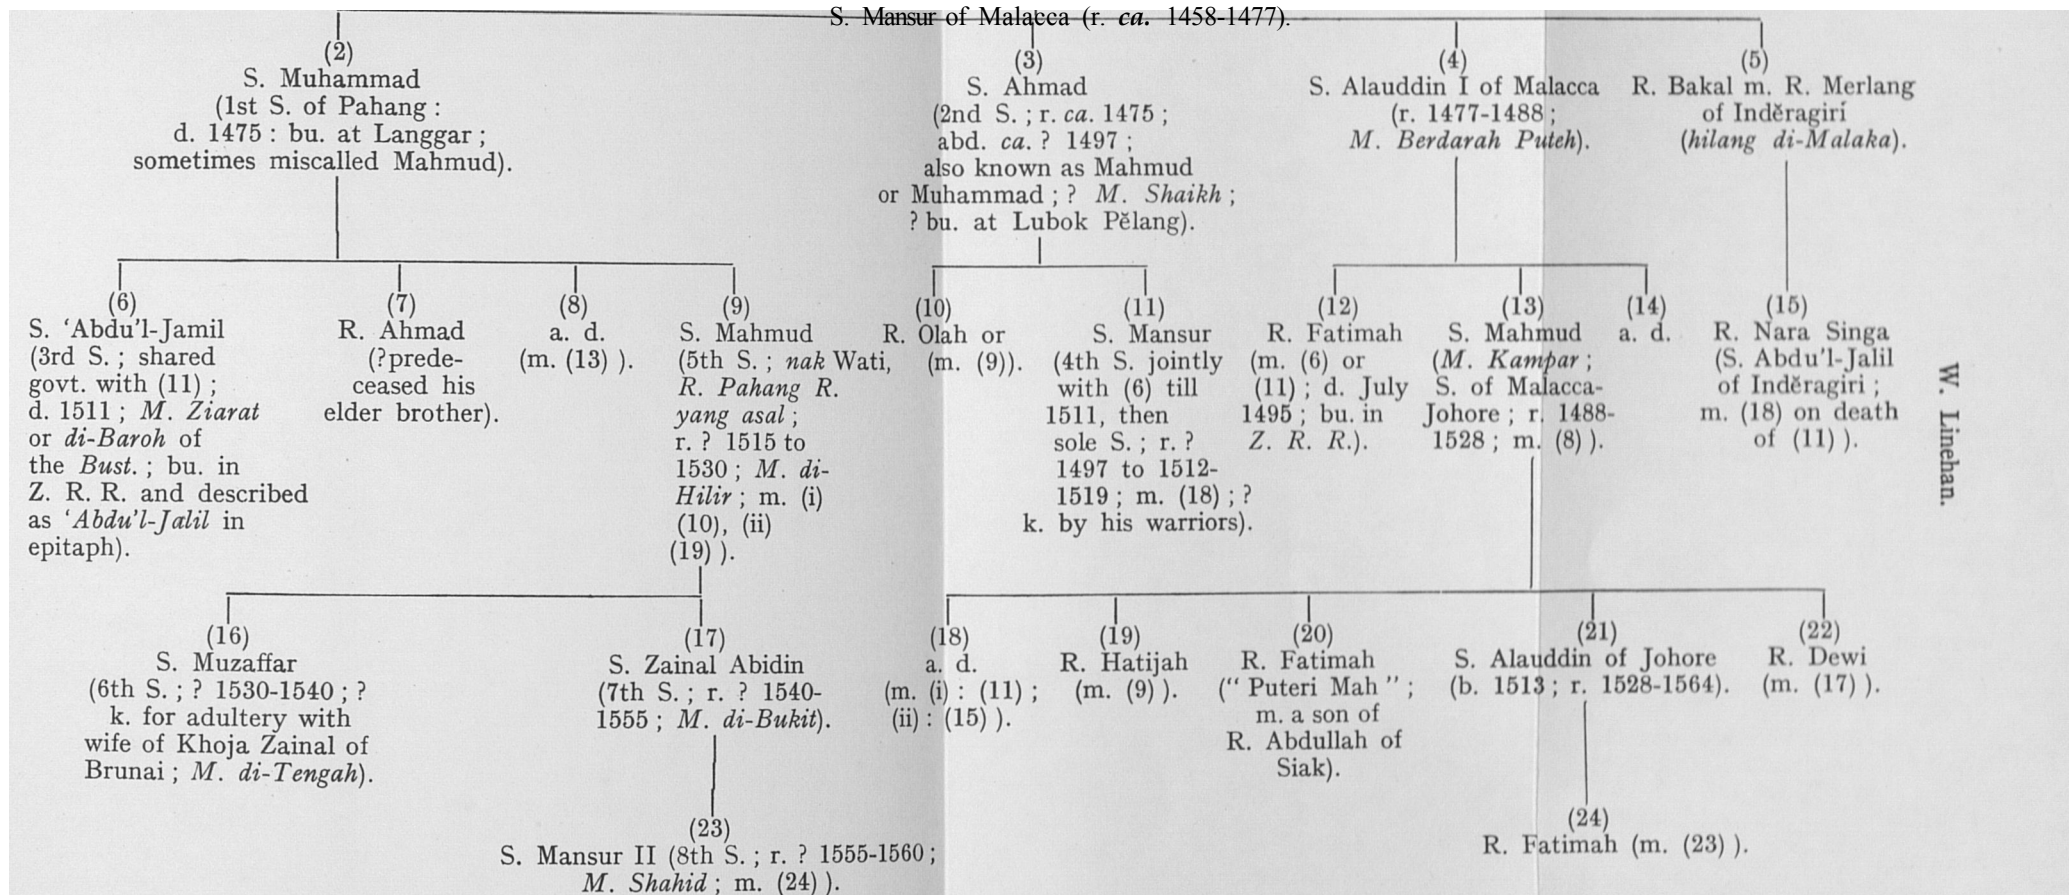 S. Mansur of Malacca (r. ca. 1458-1477).
(2)
S. Muhammad
(1st S. of Pahang :
d. 1475 : bu. at Langgar ;
sometimes miscalled Mahmud).
(3)
S. Ahmad
(2nd S. ; r. ca. 1475 ;
abd. ca. ? 1497 ;
also known as Mahmud
or Muhammad ; ? M. Shaikh ;
? bu. at Lubok Pĕlang).
(4)
S. Alauddin I of Malacca
(r. 1477-1488 ;
M. Berdarah Puteh).
(5)
R. Bakal m. R. Merlang
of Indĕragiri
(hilang di-Malaka).
(6)
S. ‘Abdu'l-Jamil
(3rd S. ; shared
govt. with (11) ;
d. 1511 ; M. Ziarat
or di-Baroh of
the Bust. ; bu. in
Z. R. R. and described
as ‘Abdu'l-Jalil in
epitaph).
(7)
R. Ahmad
(?prede-
ceased his
elder brother).
(8)
a. d.
(m. (13) ).
(9)
S. Mahmud
(5th S. ; nak Wati,
R. Pahang R.
yang asal ;
r. ? 1515 to
1530 ; M. di-
Hilir ; m. (i)
(10), (ii)
(19) ).
(10)
R. Olah or
(m. (9)).
(11)
S. Mansur
(4th S. jointly
with (6) till
1511, then
sole S. ; r. ?
1497 to 1512-
1519 ; m. (18) ; ?
k. by his warriors).
(12)
R. Fatimah
(m. (6) or
(11) ; d. July
1495 ; bu. in
Z. R. R.).
(13)
S. Mahmud
(M. Kampar ;
S. of Malacca-
Johore ; r. 1488-
1528 ; m. (8) ).
(14)
a. d.
(15)
R. Nara Singa
(S. Abdu'l-Jalil
of Indĕragiri ;
m. (18) on death
of (11) ).
W. Linehan.
(16)
S. Muzaffar
(6th S. ; ? 1530-1540 ; ?
k. for adultery with
wife of Khoja Zainal of
Brunai ; M. di-Tengah).
(17)
S. Zainal Abidin
(7th S. ; r. ? 1540-
1555 ; M. di-Bukit).
(18)
a. d.
(m. (i) : (11) ;
(ii) : (15) ).
(19)
R. Hatijah
(m. (9) ).
(20)
R. Fatimah
(“ Puteri Mah ” ;
m. a son of
R. Abdullah of
Siak).
(21)
S. Alauddin of Johore
(b. 1513 ; r. 1528-1564).
(22)
R. Dewi
(m. (17) ).
(23)
S. Mansur II (8th S. ; r. ? 1555-1560 ;
M. Shahid ; m. (24) ).
(24)
R. Fatimah (m. (23) ).